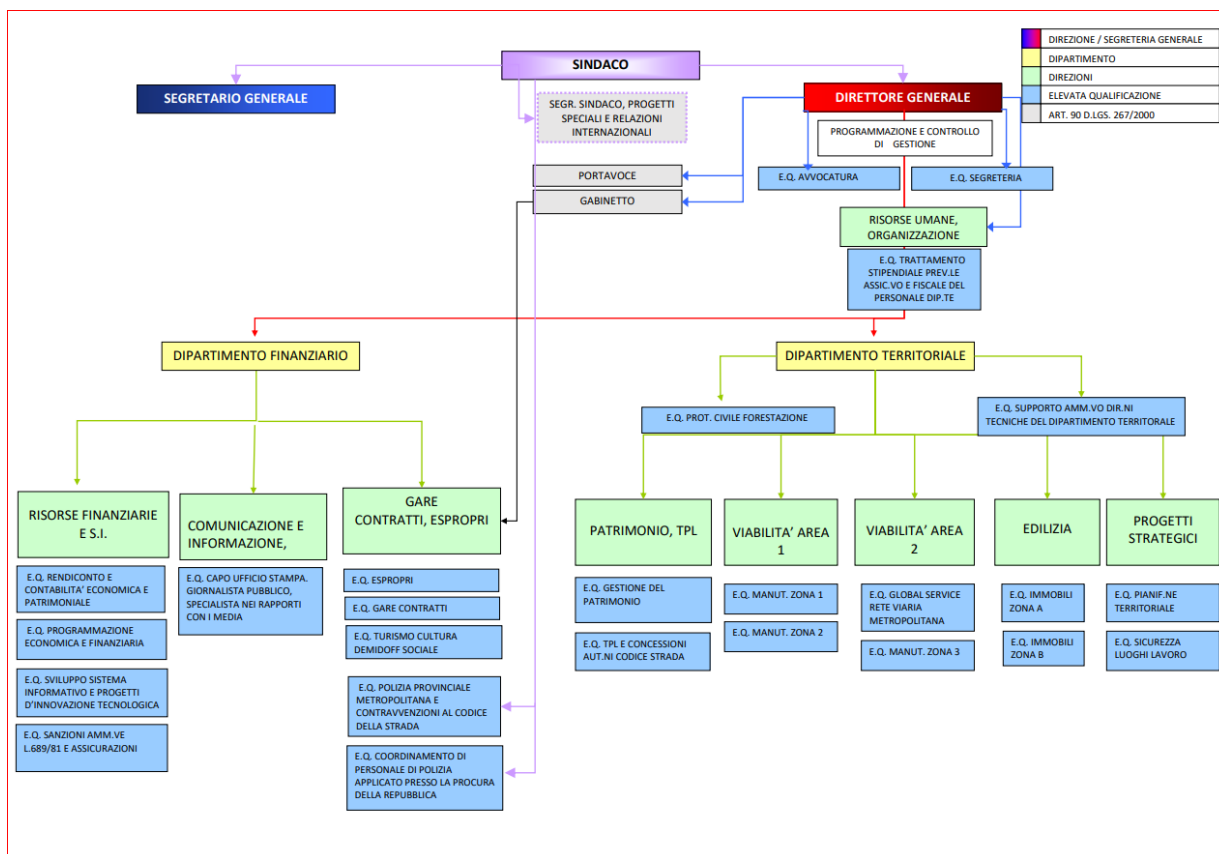 DIREZIONE / SEGRETERIA GENERALE
DIPARTIMENTO
DIREZIONI
ELEVATA QUALIFICAZIONE
ART. 90 D.LGS. 267/2000
SINDACO
SEGRETARIO GENERALE
SEGR. SINDACO, PROGETTI
SPECIALI E RELAZIONI
INTERNAZIONALI
DIRETTORE GENERALE
PROGRAMMAZIONE E CONTROLLO
DI GESTIONE
PORTAVOCE
GABINETTO
E.Q. AVVOCATURA
E.Q. SEGRETERIA
RISORSE UMANE,
ORGANIZZAZIONE
E.Q. TRATTAMENTO
STIPENDIALE PREV.LE
ASSIC.VO E FISCALE DEL
PERSONALE DIP.TE
DIPARTIMENTO FINANZIARIO
DIPARTIMENTO TERRITORIALE
E.Q. PROT. CIVILE FORESTAZIONE
E.Q. SUPPORTO AMM.VO DIR.NI
TECNICHE DEL DIPARTIMENTO TERRITORALE
RISORSE FINANZIARIE
E S.I.
E.Q. RENDICONTO E
CONTABILITA' ECONOMICA E
PATRIMONIALE
E.Q. PROGRAMMAZIONE
ECONOMICA E FINANZIARIA
E.Q. SVILUPPO SISTEMA
INFORMATIVO E PROGETTI
D'INNOVAZIONE TECNOLOGICA
E.Q. SANZIONI AMM.VE
L.689/81 E ASSICURAZIONI
COMUNICAZIONE E
INFORMAZIONE,
E.Q. CAPO UFFICIO STAMPA.
GIORNALISTA PUBBLICO,
SPECIALISTA NEI RAPPORTI
CON I MEDIA
GARE
CONTRATTI, ESPROPRI
E.Q. ESPROPRI
E.Q. GARE CONTRATTI
E.Q. TURISMO CULTURA
DEMIDOFF SOCIALE
E.Q. POLIZIA PROVINCIALE
METROPOLITANA E
CONTRAVVENZIONI AL CODICE
DELLA STRADA
E.Q. COORDINAMENTO DI
PERSONALE DI POLIZIA
APPLICATO PRESSO LA PROCURA
DELLA REPUBBLICA
PATRIMONIO, TPL
E.Q. GESTIONE DEL
PATRIMONIO
E.Q. TPL E CONCESSIONI
AUT.NI CODICE STRADA
VIABILITA' AREA
1
E.Q. MANUT. ZONA 1
E.Q. MANUT. ZONA 2
VIABILITA' AREA
2
E.Q. GLOBAL SERVICE
RETE VIARIA
METROPOLITANA
E.Q. MANUT. ZONA 3
EDILIZIA
E.Q. IMMOBILI
ZONA A
E.Q. IMMOBILI
ZONA B
PROGETTI
STRATEGICI
E.Q. PIANIF.NE
TERRITORIALE
E.Q. SICUREZZA
LUOGHI LAVORO